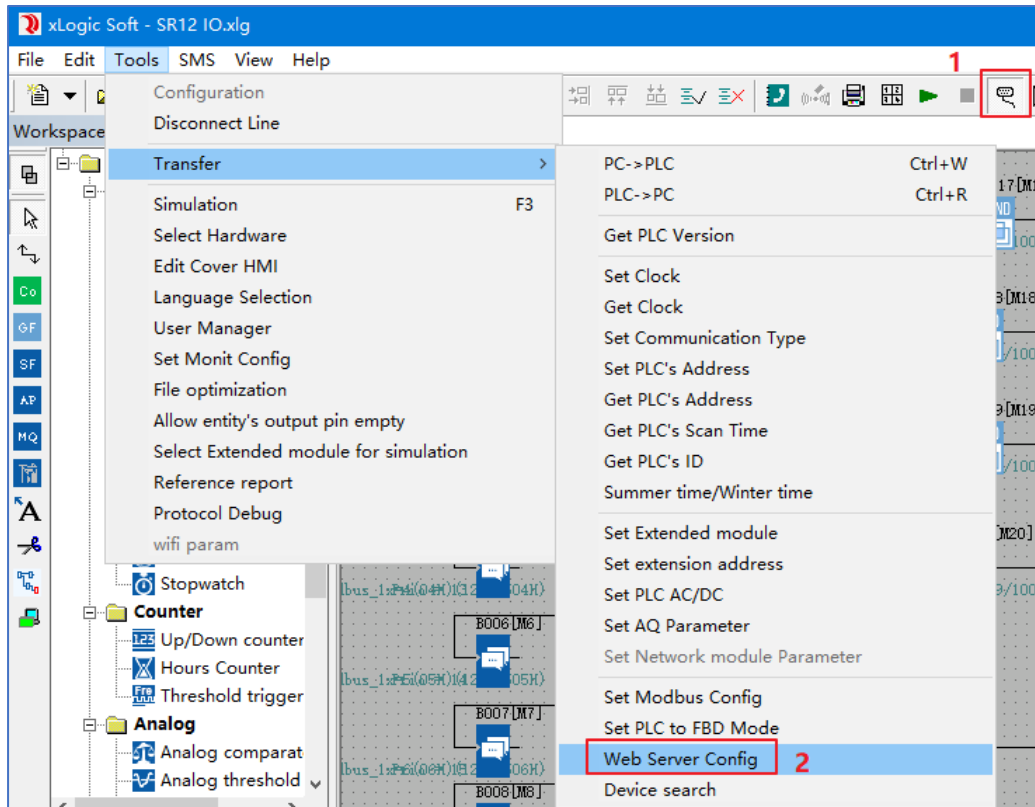 xLogic Soft - SR12 IO.xlg
File Edit Tools SMS View Help
1
Workspace
Configuration
Disconnect Line
Transfer
Simulation F3
Select Hardware
Edit Cover HMI
Language Selection
User Manager
Set Monit Config
File optimization
Allow entity's output pin empty
Select Extended module for simulation
Reference report
Protocol Debug
wifi param
PC->PLC Ctrl+W
PLC->PC Ctrl+R
Get PLC Version
Set Clock
Get Clock
Set Communication Type
Set PLC's Address
Get PLC's Address
Get PLC's Scan Time
Get PLC's ID
Summer time/Winter time
Set Extended module
Set extension address
Set PLC AC/DC
Set AQ Parameter
Set Network module Parameter
Set Modbus Config
Set PLC to FBD Mode
Web Server Config 2
Device search
Co
GF
SF
AP
MQ
A
Stopwatch
Counter
Up/Down counter
Hours Counter
Threshold trigger
Analog
Analog comparat
Analog threshold
B006[M6]
B007[M7]
B008[M8]